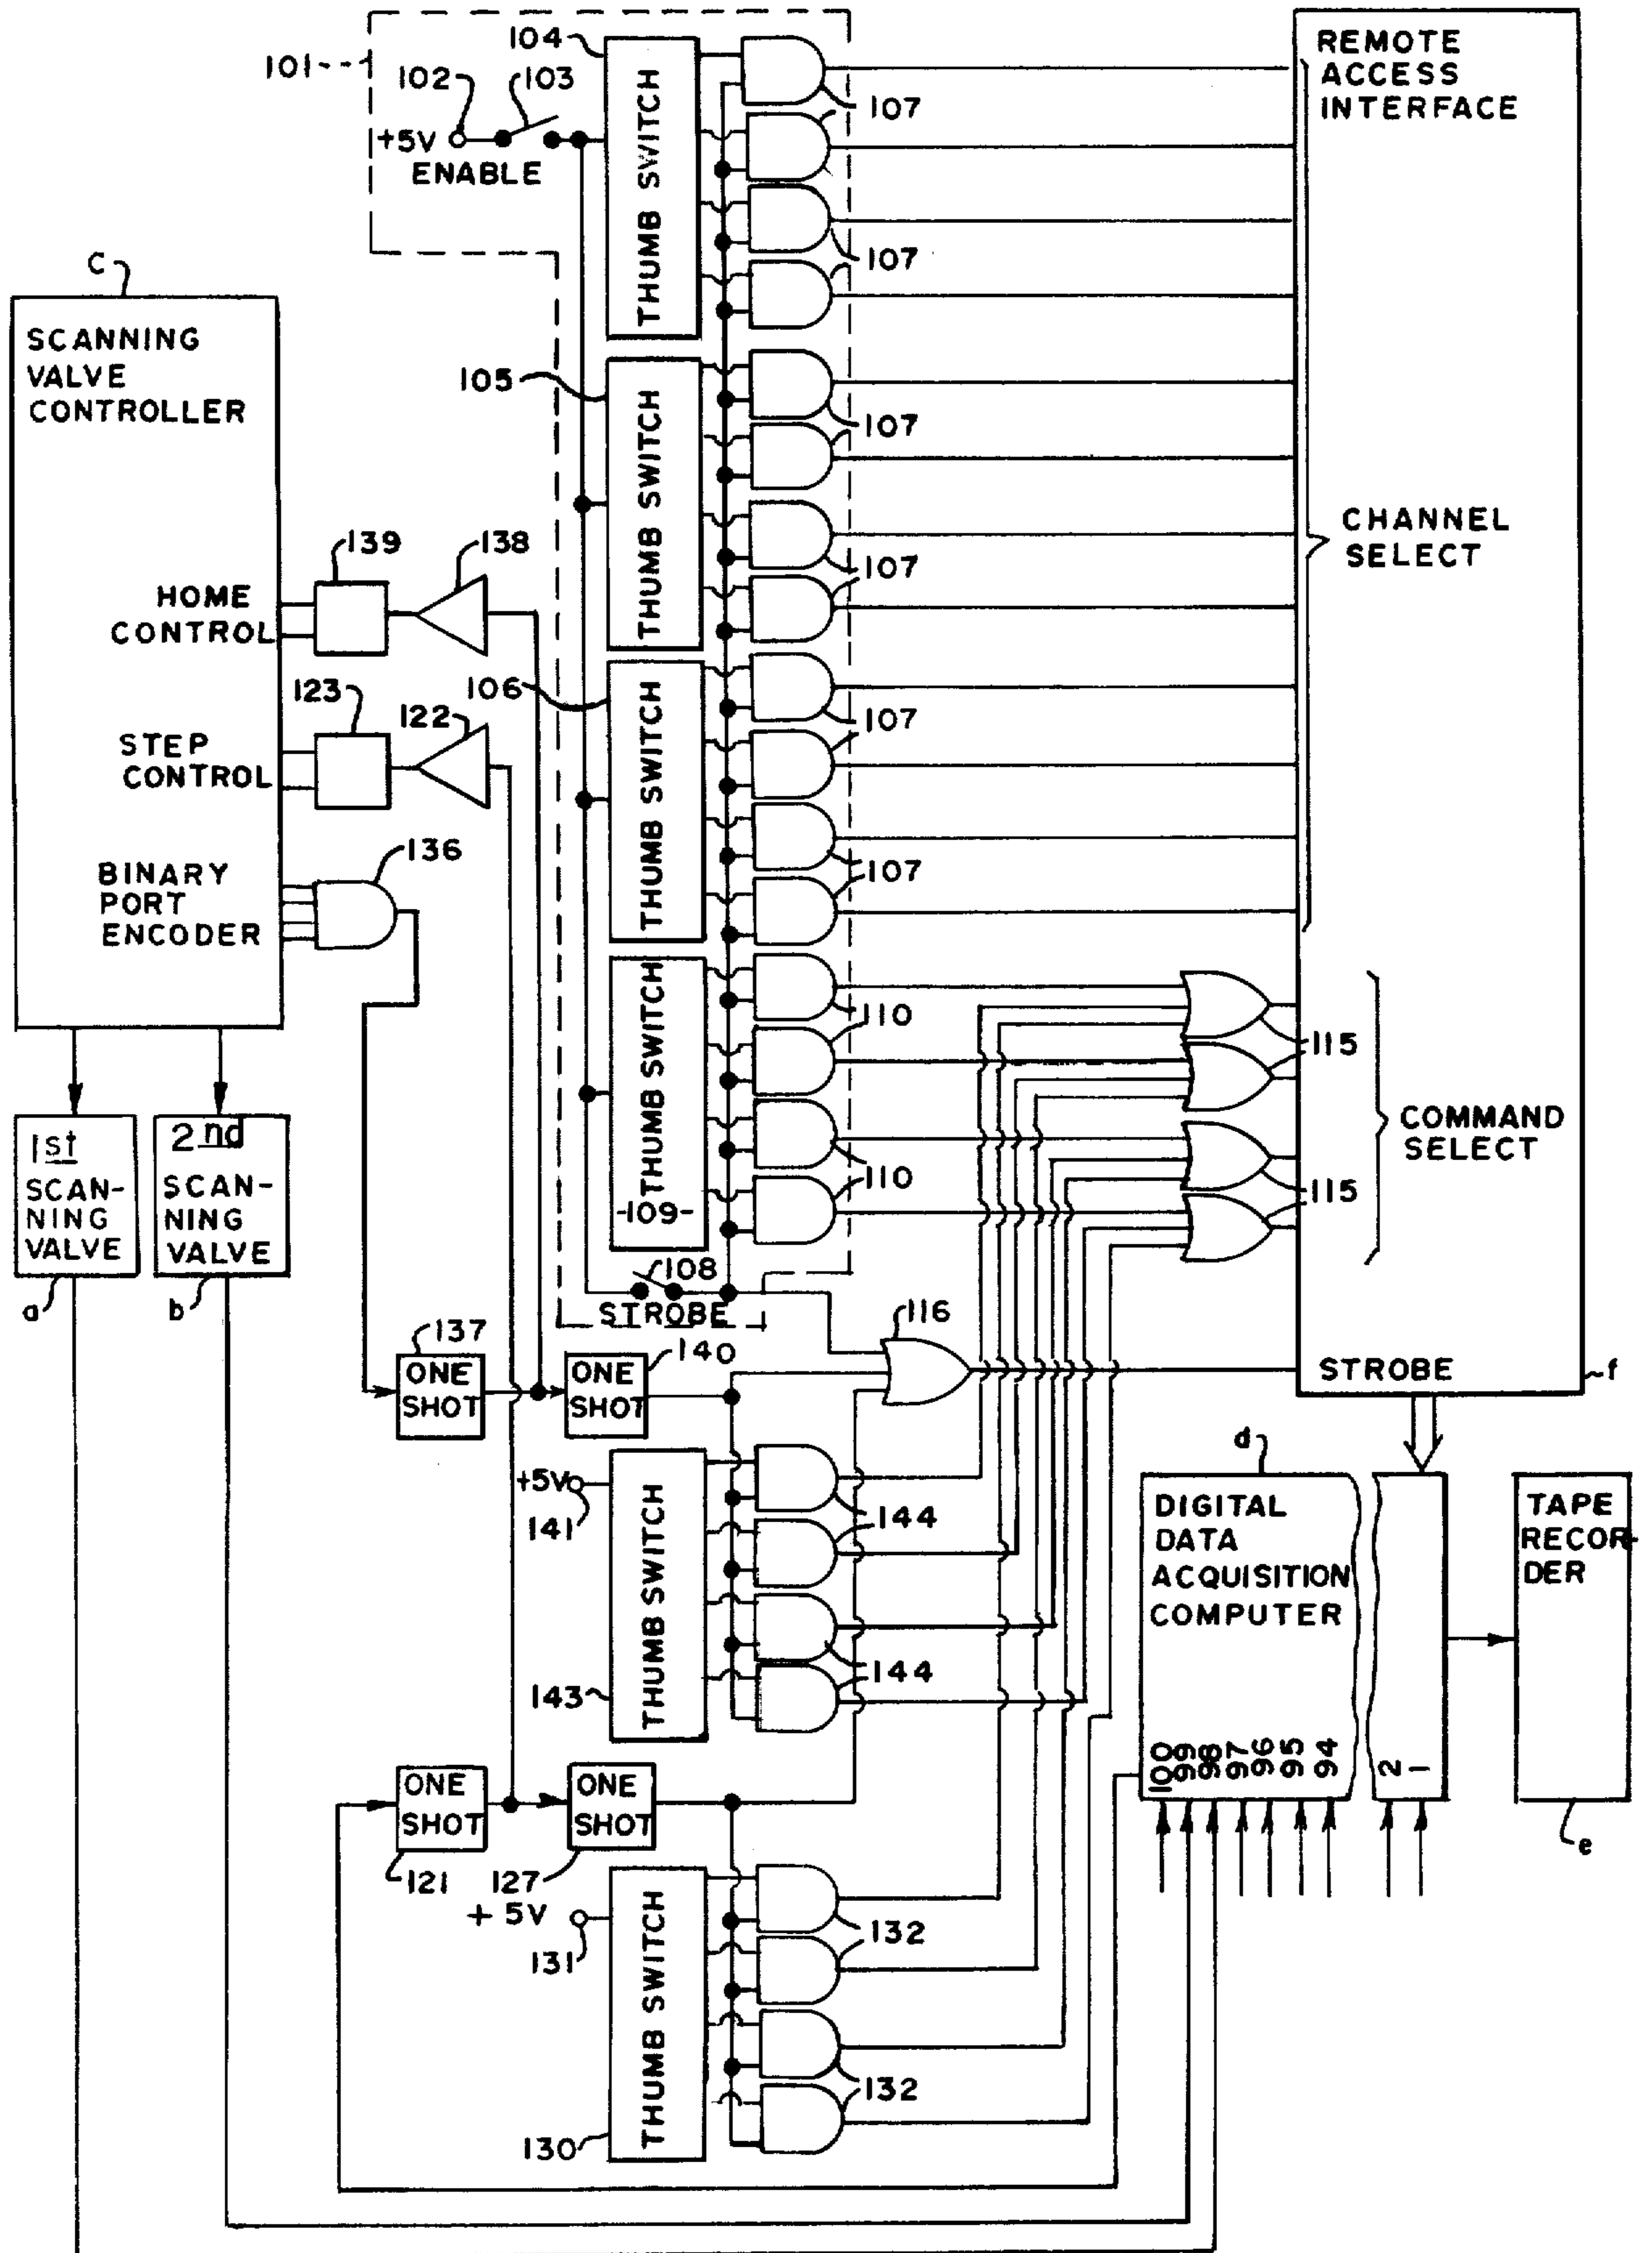 101
102
103
+5V
ENABLE
104
THUMB SWITCH
107
107
107
105
THUMB SWITCH
107
107
106
THUMB SWITCH
107
107
THUMB SWITCH
-109-
110
110
108
STROBE
REMOTE
ACCESS
INTERFACE
CHANNEL
SELECT
115
115
COMMAND
SELECT
STROBE
f
C
SCANNING
VALVE
CONTROLLER
HOME
CONTROL
139
138
STEP
CONTROL
123
122
BINARY
PORT
ENCODER
136
1st
SCAN-
NING
VALVE
a
2nd
SCAN-
NING
VALVE
b
137
ONE
SHOT
140
ONE
SHOT
116
+5V
141
THUMB SWITCH
143
144
144
144
ONE
SHOT
121
ONE
SHOT
127
+ 5V
131
THUMB SWITCH
130
132
132
d
DIGITAL
DATA
ACQUISITION
COMPUTER
100
99
98
97
96
95
94
2
1
TAPE
RECOR-
DER
e